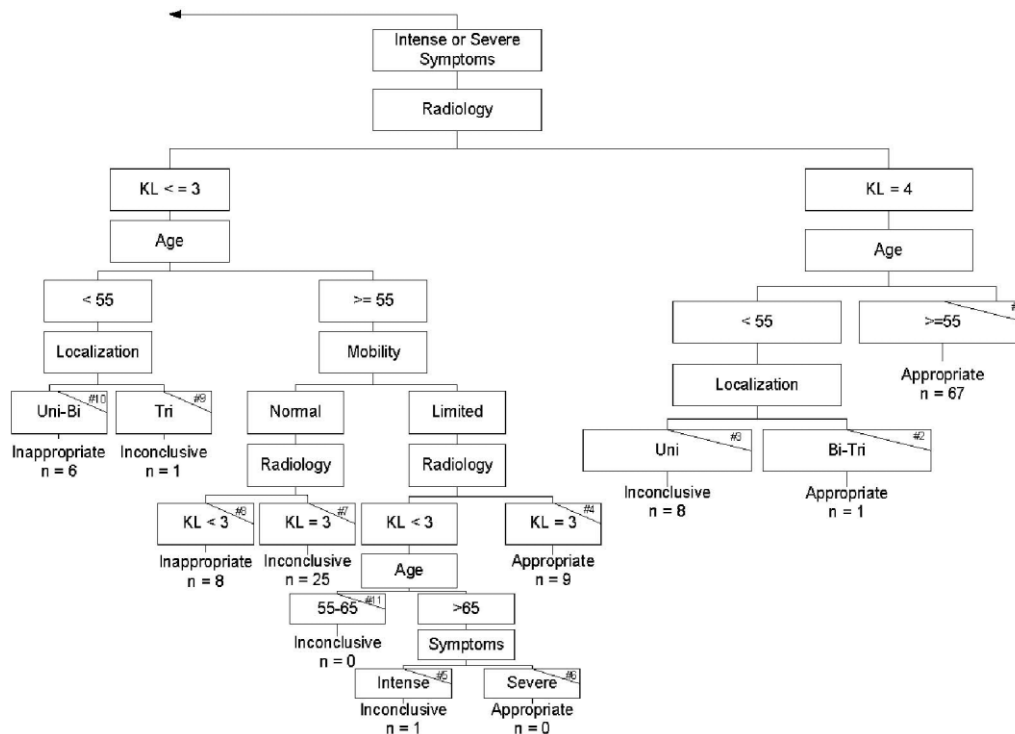 Intense or Severe
Symptoms
Radiology
KL < = 3
KL = 4
Age
Age
< 55
>= 55
< 55
>=55
#
Localization
Mobility
Localization
Appropriate
n = 67
Uni-Bi
#10
Tri
#9
Normal
Limited
Uni
#3
Bi-Tri
#2
Inappropriate
n = 6
Inconclusive
n = 1
Radiology
Radiology
Inconclusive
n = 8
Appropriate
n = 1
KL < 3
#8
KL = 3
#7
KL < 3
KL = 3
#4
Inappropriate
n = 8
Inconclusive
n = 25
Appropriate
n = 9
Age
55-65
#11
>65
Inconclusive
n = 0
Symptoms
Intense
#5
Severe
#6
Inconclusive
n = 1
Appropriate
n = 0